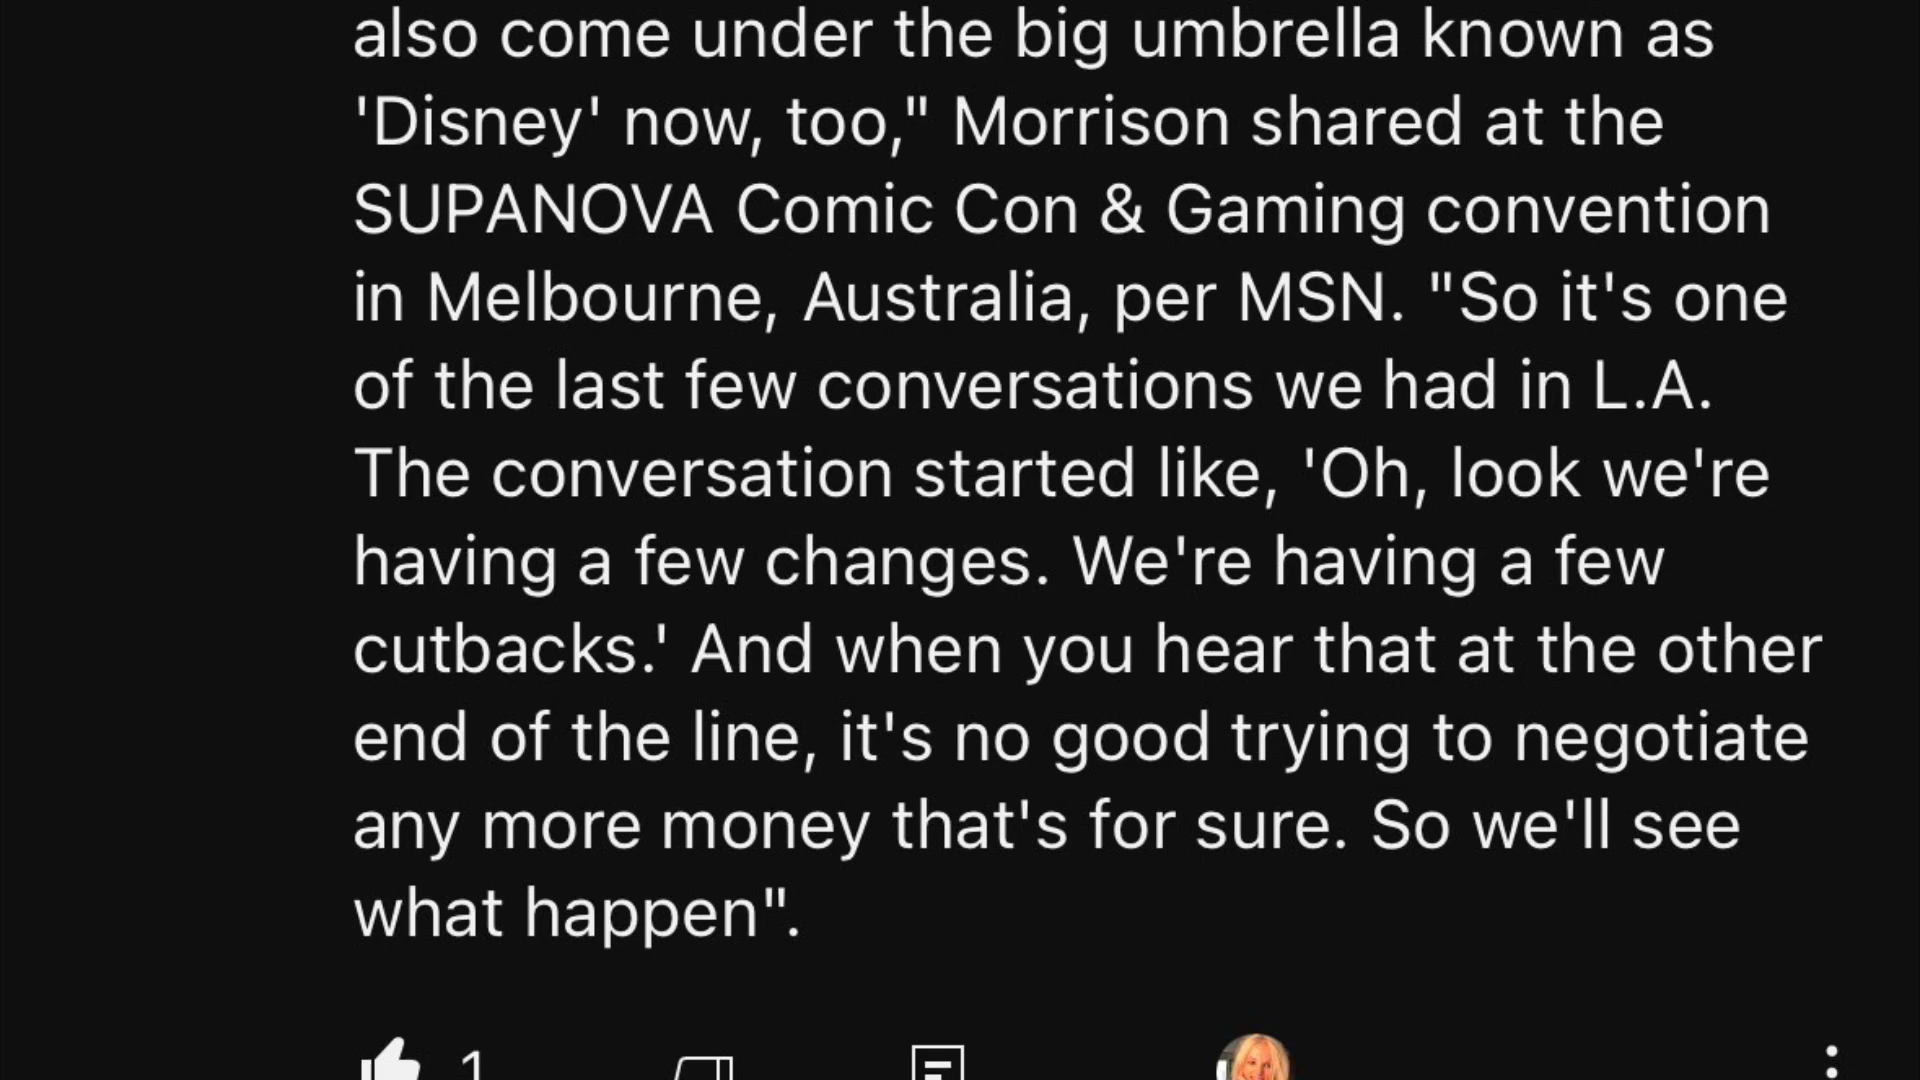 also come under the big umbrella known as
'Disney' now, too," Morrison shared at the
SUPANOVA Comic Con & Gaming convention
in Melbourne, Australia, per MSN. "So it's one
of the last few conversations we had in L.A.
The conversation started like, 'Oh, look we're
having a few changes. We're having a few
cutbacks.' And when you hear that at the other
end of the line, it's no good trying to negotiate
any more money that's for sure. So we'll see
what happen".
1